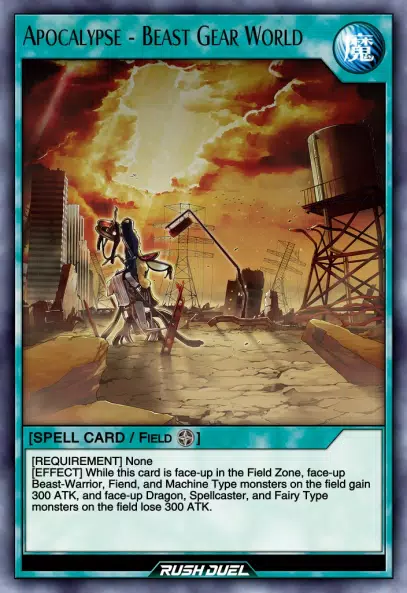 APOCALYPSE - BEAST GEAR WORLD
魔
[SPELL CARD / FIELD ]
[REQUIREMENT] None
[EFFECT] While this card is face-up in the Field Zone, face-up
Beast-Warrior, Fiend, and Machine Type monsters on the field gain
300 ATK, and face-up Dragon, Spellcaster, and Fairy Type
monsters on the field lose 300 ATK.
RUSH DUEL